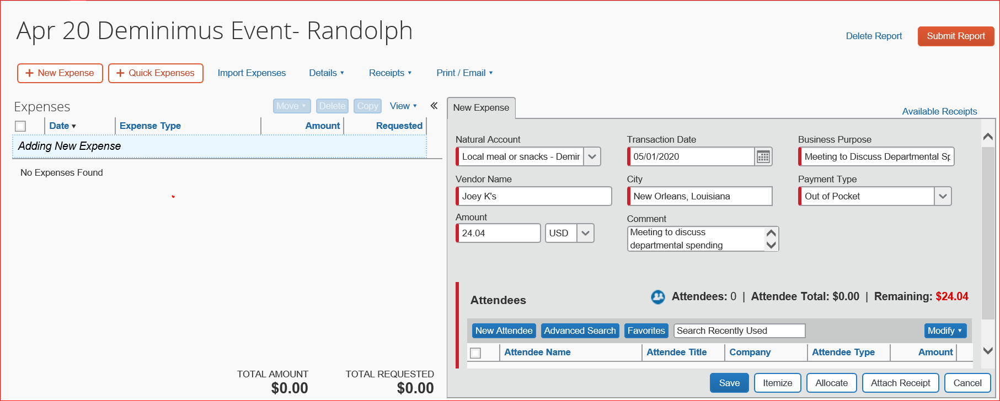 Apr 20 Deminimus Event- Randolph
Delete Report
Submit Report
+ New Expense
+ Quick Expenses
Import Expenses
Details
Receipts
Print / Email
Expenses
Move
Delete
Copy
View
Date
Expense Type
Amount
Requested
Adding New Expense
No Expenses Found
TOTAL AMOUNT
$0.00
TOTAL REQUESTED
$0.00
New Expense
Available Receipts
Natural Account
Local meal or snacks - Demir
Transaction Date
05/01/2020
Business Purpose
Meeting to Discuss Departmental Sp
Vendor Name
Joey K's
City
New Orleans, Louisiana
Payment Type
Out of Pocket
Amount
24.04
USD
Comment
Meeting to discuss
departmental spending
Attendees
Attendees: 0 | Attendee Total: $0.00 | Remaining: $24.04
New Attendee
Advanced Search
Favorites
Search Recently Used
Modify
Attendee Name
Attendee Title
Company
Attendee Type
Amount
Save
Itemize
Allocate
Attach Receipt
Cancel